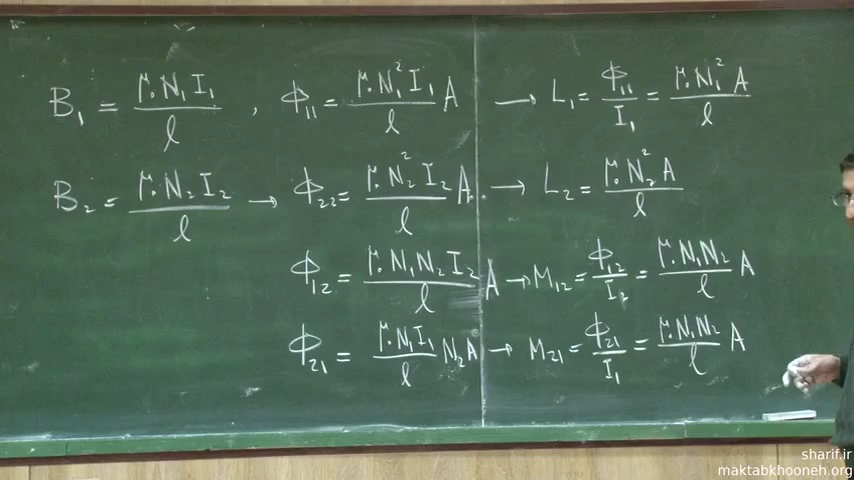 B₁ = μ₀N₁I₁/ℓ , Φ₁₁ = μ₀N₁²I₁/ℓ A → L₁ = Φ₁₁/I₁ = μ₀N₁²A/ℓ
B₂ = μ₀N₂I₂/ℓ → Φ₂₂ = μ₀N₂²I₂/ℓ A → L₂ = μ₀N₂²A/ℓ
Φ₁₂ = μ₀N₁N₂I₂/ℓ A → M₁₂ = Φ₁₂/I₂ = μ₀N₁N₂/ℓ A
Φ₂₁ = μ₀N₁I₁/ℓ N₂A → M₂₁ = Φ₂₁/I₁ = μ₀N₁N₂/ℓ A
sharif.ir
maktabkhooneh.org